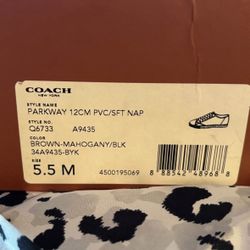 COACH
NEW YORK
STYLE NAME
PARKWAY 12CM PVC/SFT NAP
STYLE NO.
Q6733 A9435
COLOR
BROWN-MAHOGANY/BLK
34A9435-BYK
8 88542 48968 8
SIZE
5.5 M
4500195069